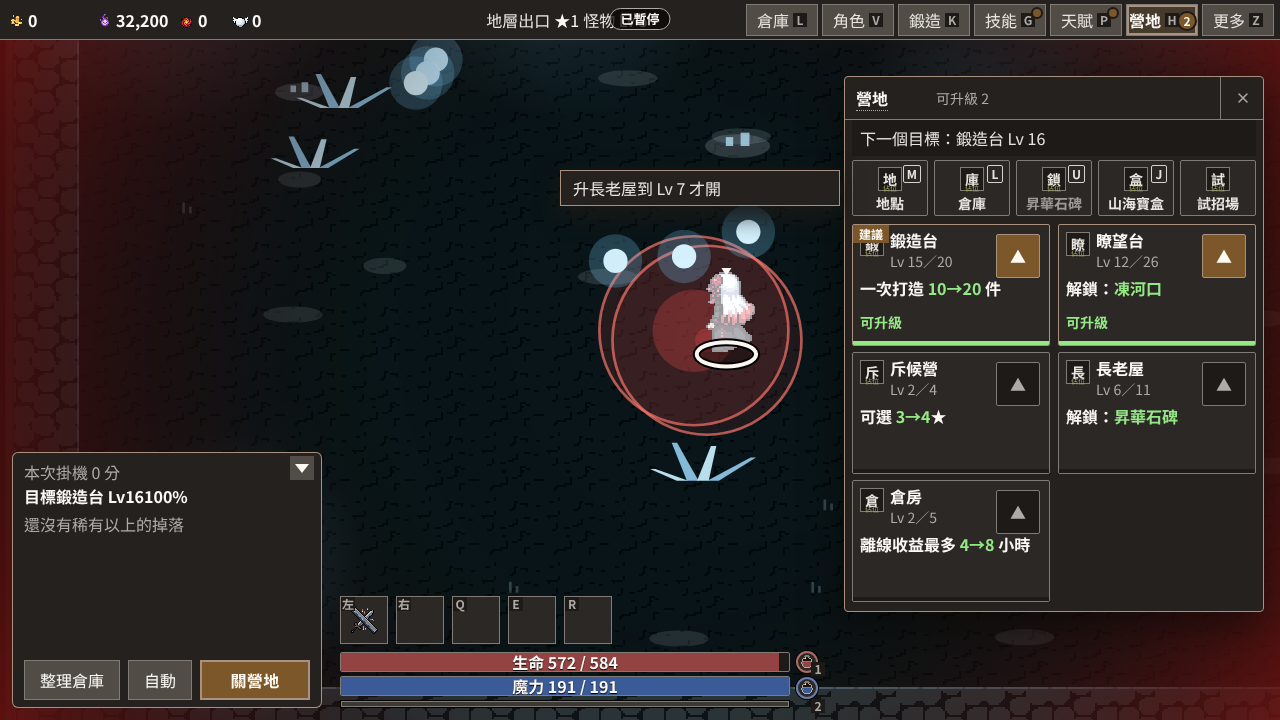 0
32,200
0
0
地層出口 ★1 怪物
已暫停
倉庫 L
角色 V
鍛造 K
技能 G
天賦 P
營地 H 2
更多 Z
營地
可升級 2
×
下一個目標：鍛造台 Lv 16
地 M
地點
庫 L
倉庫
鎖 U
昇華石碑
盒 J
山海寶盒
試
試招場
升長老屋到 Lv 7 才開
建議
鍛造台
Lv 15／20
一次打造 10→20 件
可升級
瞭
瞭望台
Lv 12／26
解鎖：凍河口
可升級
斥
斥候營
Lv 2／4
可選 3→4★
長
長老屋
Lv 6／11
解鎖：昇華石碑
倉
倉房
Lv 2／5
離線收益最多 4→8 小時
本次掛機 0 分
目標鍛造台 Lv16100%
還沒有稀有以上的掉落
整理倉庫
自動
關營地
左
右
Q
E
R
生命 572 / 584
1
魔力 191 / 191
2